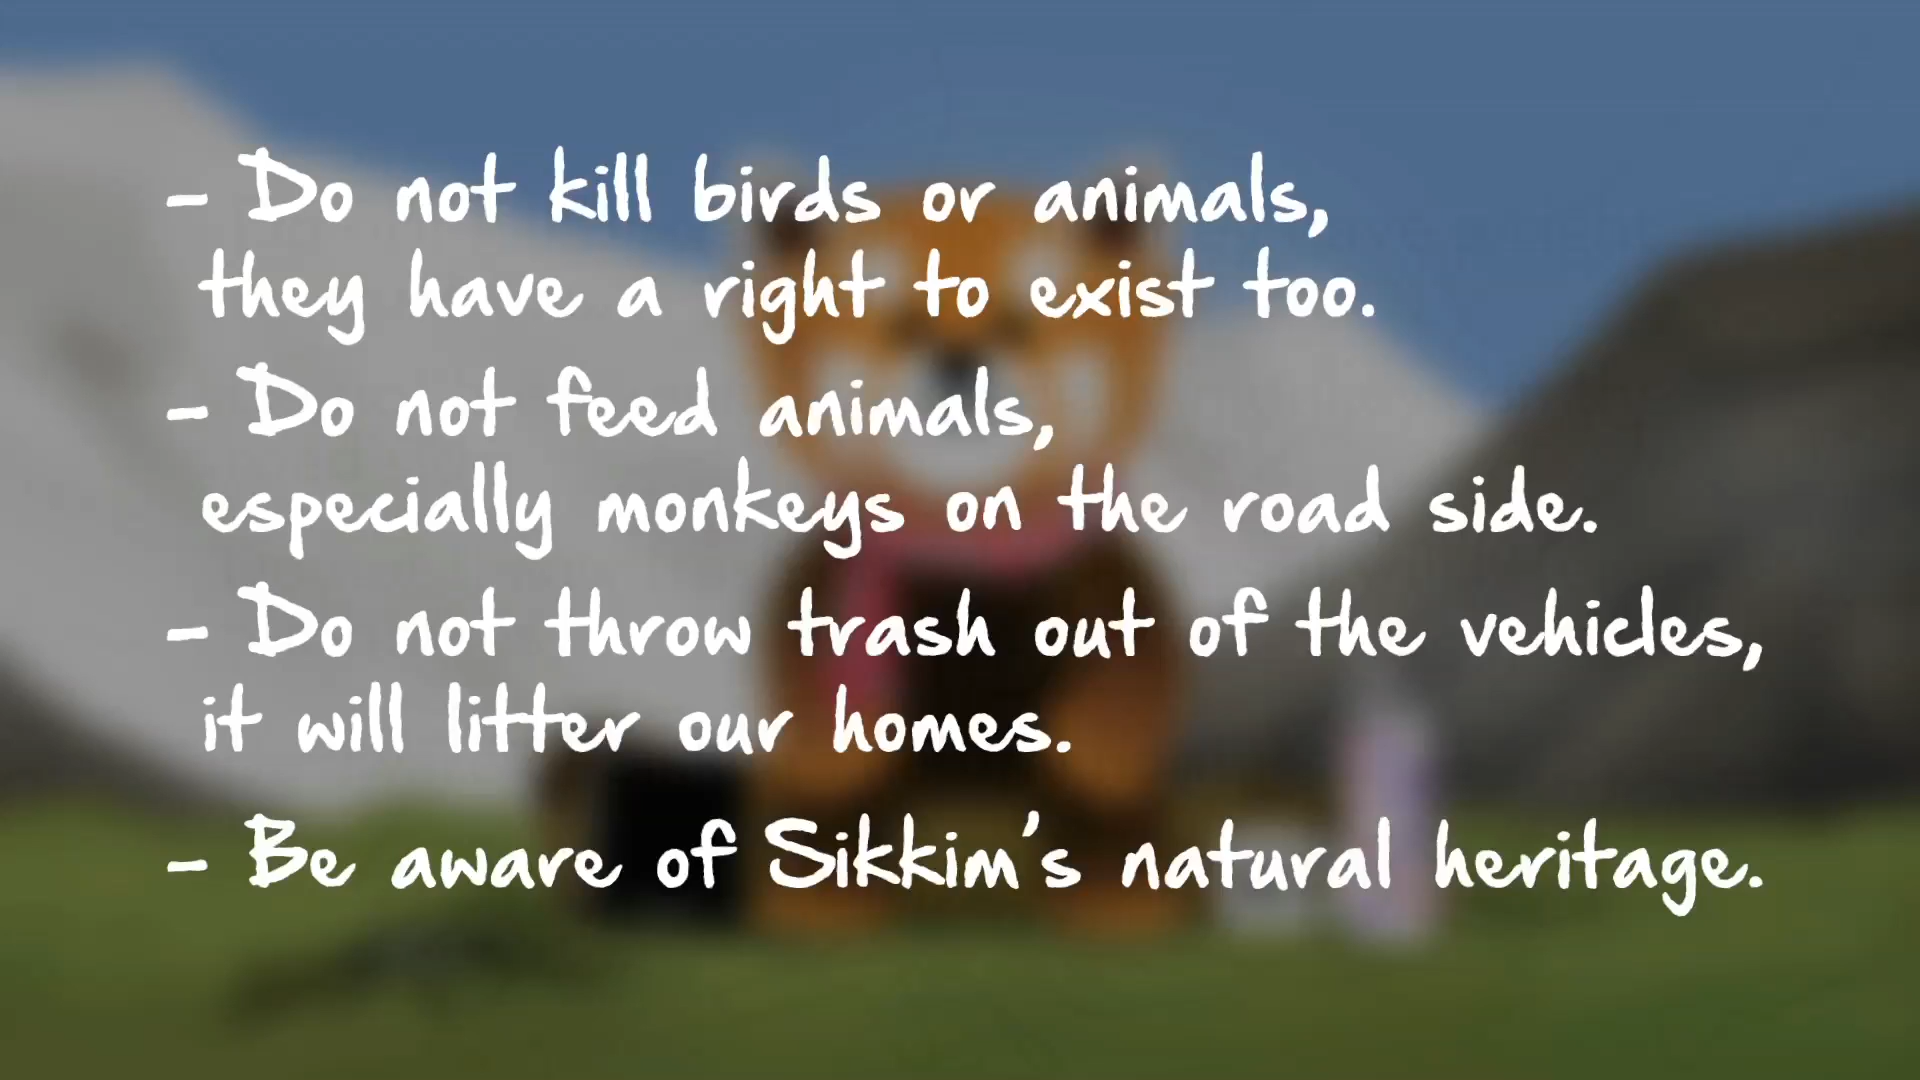 - Do not kill birds or animals,
they have a right to exist too.
- Do not feed animals,
especially monkeys on the road side.
- Do not throw trash out of the vehicles,
it will litter our homes.
- Be aware of Sikkim's natural heritage.